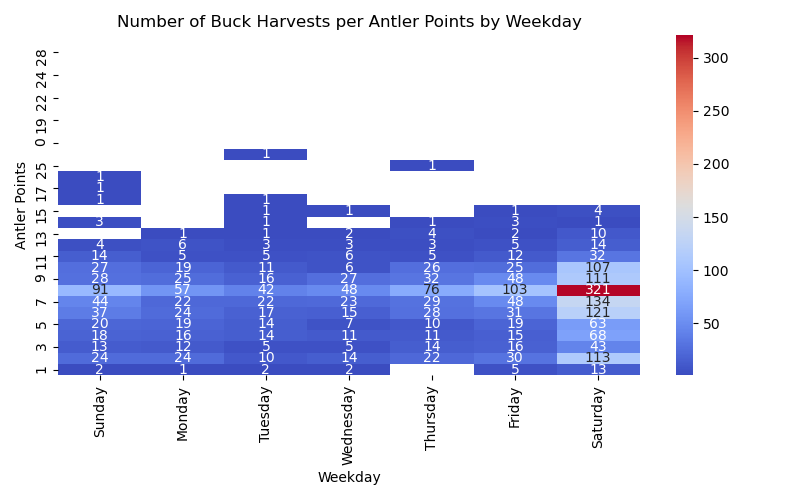 Number of Buck Harvests per Antler Points by Weekday
28
24
22
19
0
1
25 1
1
17 1
1 1
15 1 1 1 4
3 1 1 3 1
13 1 1 2 4 2 10
4 6 3 3 3 5 14
11 14 5 5 6 5 12 32
27 19 11 6 26 25 107
9 28 25 16 27 32 48 111
91 57 42 48 76 103 321
7 44 22 22 23 29 48 134
37 24 17 15 28 31 121
5 20 19 14 7 10 19 63
18 16 14 11 11 15 68
3 13 12 5 5 14 16 43
24 24 10 14 22 30 113
1 2 1 2 2 5 13
Antler Points
Sunday Monday Tuesday Wednesday Thursday Friday Saturday
Weekday
300
250
200
150
100
50